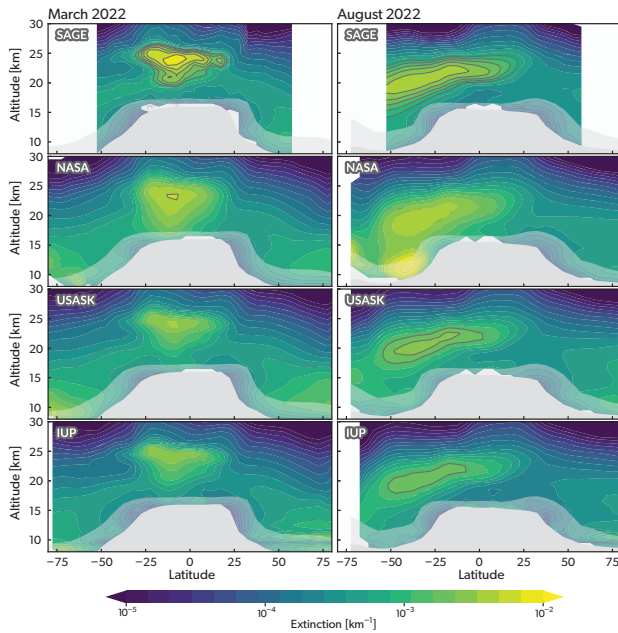 March 2022
August 2022
SAGE
SAGE
Altitude [km]
30
25
20
15
10
NASA
NASA
Altitude [km]
30
25
20
15
10
USASK
USASK
Altitude [km]
30
25
20
15
10
IUP
IUP
Altitude [km]
30
25
20
15
10
−75 −50 −25 0 25 50 75
−75 −50 −25 0 25 50 75
Latitude
Latitude
10⁻⁵ 10⁻⁴ 10⁻³ 10⁻²
Extinction [km⁻¹]